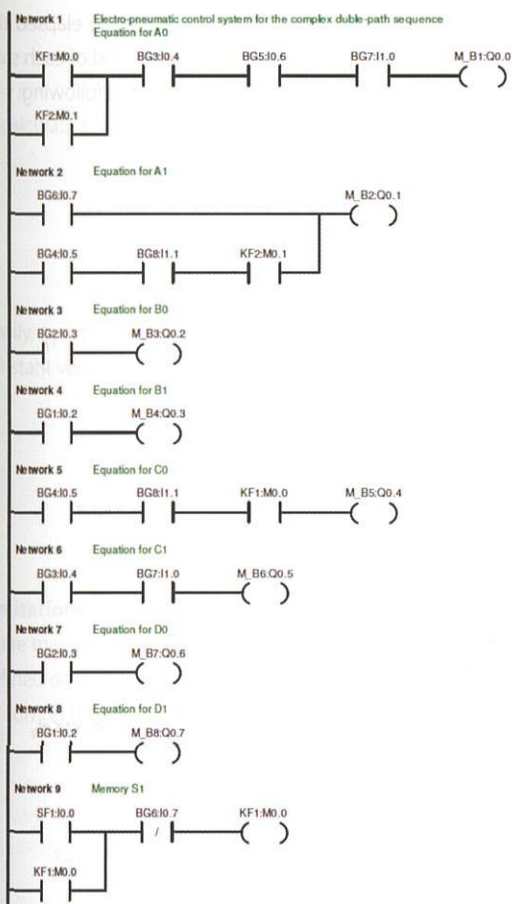 Network 1 Electro-pneumatic control system for the complex duble-path sequence
Equation for A0
KF1:M0.0 BG3:I0.4 BG5:I0.6 BG7:I1.0 M_B1:Q0.0
KF2:M0.1
Network 2 Equation for A1
BG6:I0.7 M_B2:Q0.1
BG4:I0.5 BG8:I1.1 KF2:M0.1
Network 3 Equation for B0
BG2:I0.3 M_B3:Q0.2
Network 4 Equation for B1
BG1:I0.2 M_B4:Q0.3
Network 5 Equation for C0
BG4:I0.5 BG8:I1.1 KF1:M0.0 M_B5:Q0.4
Network 6 Equation for C1
BG3:I0.4 BG7:I1.0 M_B6:Q0.5
Network 7 Equation for D0
BG2:I0.3 M_B7:Q0.6
Network 8 Equation for D1
BG1:I0.2 M_B8:Q0.7
Network 9 Memory S1
SF1:I0.0 BG6:I0.7 KF1:M0.0
KF1:M0.0